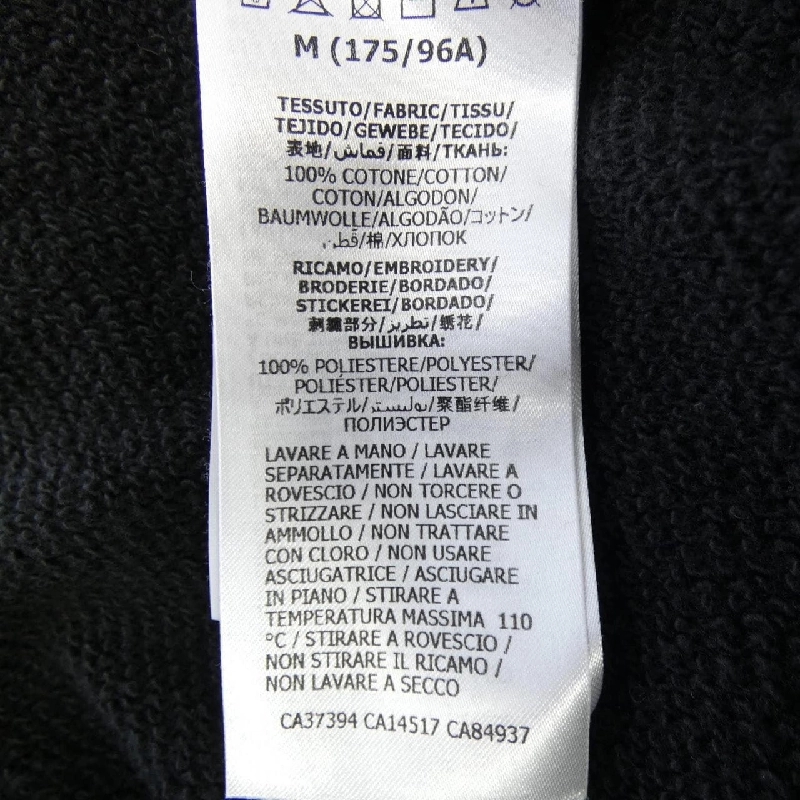 M (175/96A)
TESSUTO/FABRIC/TISSU/
TEJIDO/GEWEBE/TECIDO/
表地/قماش/面料/ТКАНЬ:
100% COTONE/COTTON/
COTON/ALGODON/
BAUMWOLLE/ALGODÃO/コットン/
قطن/棉/ХЛОПОК
RICAMO/EMBROIDERY/
BRODERIE/BORDADO/
STICKEREI/BORDADO/
刺繍部分/تطريز/绣花/
ВЫШИВКА:
100% POLIESTERE/POLYESTER/
POLIÉSTER/POLIESTER/
ポリエステル/بوليستر/聚酯纤维/
ПОЛИЭСТЕР
LAVARE A MANO / LAVARE
SEPARATAMENTE / LAVARE A
ROVESCIO / NON TORCERE O
STRIZZARE / NON LASCIARE IN
AMMOLLO / NON TRATTARE
CON CLORO / NON USARE
ASCIUGATRICE / ASCIUGARE
IN PIANO / STIRARE A
TEMPERATURA MASSIMA 110
°C / STIRARE A ROVESCIO /
NON STIRARE IL RICAMO /
NON LAVARE A SECCO
CA37394 CA14517 CA84937